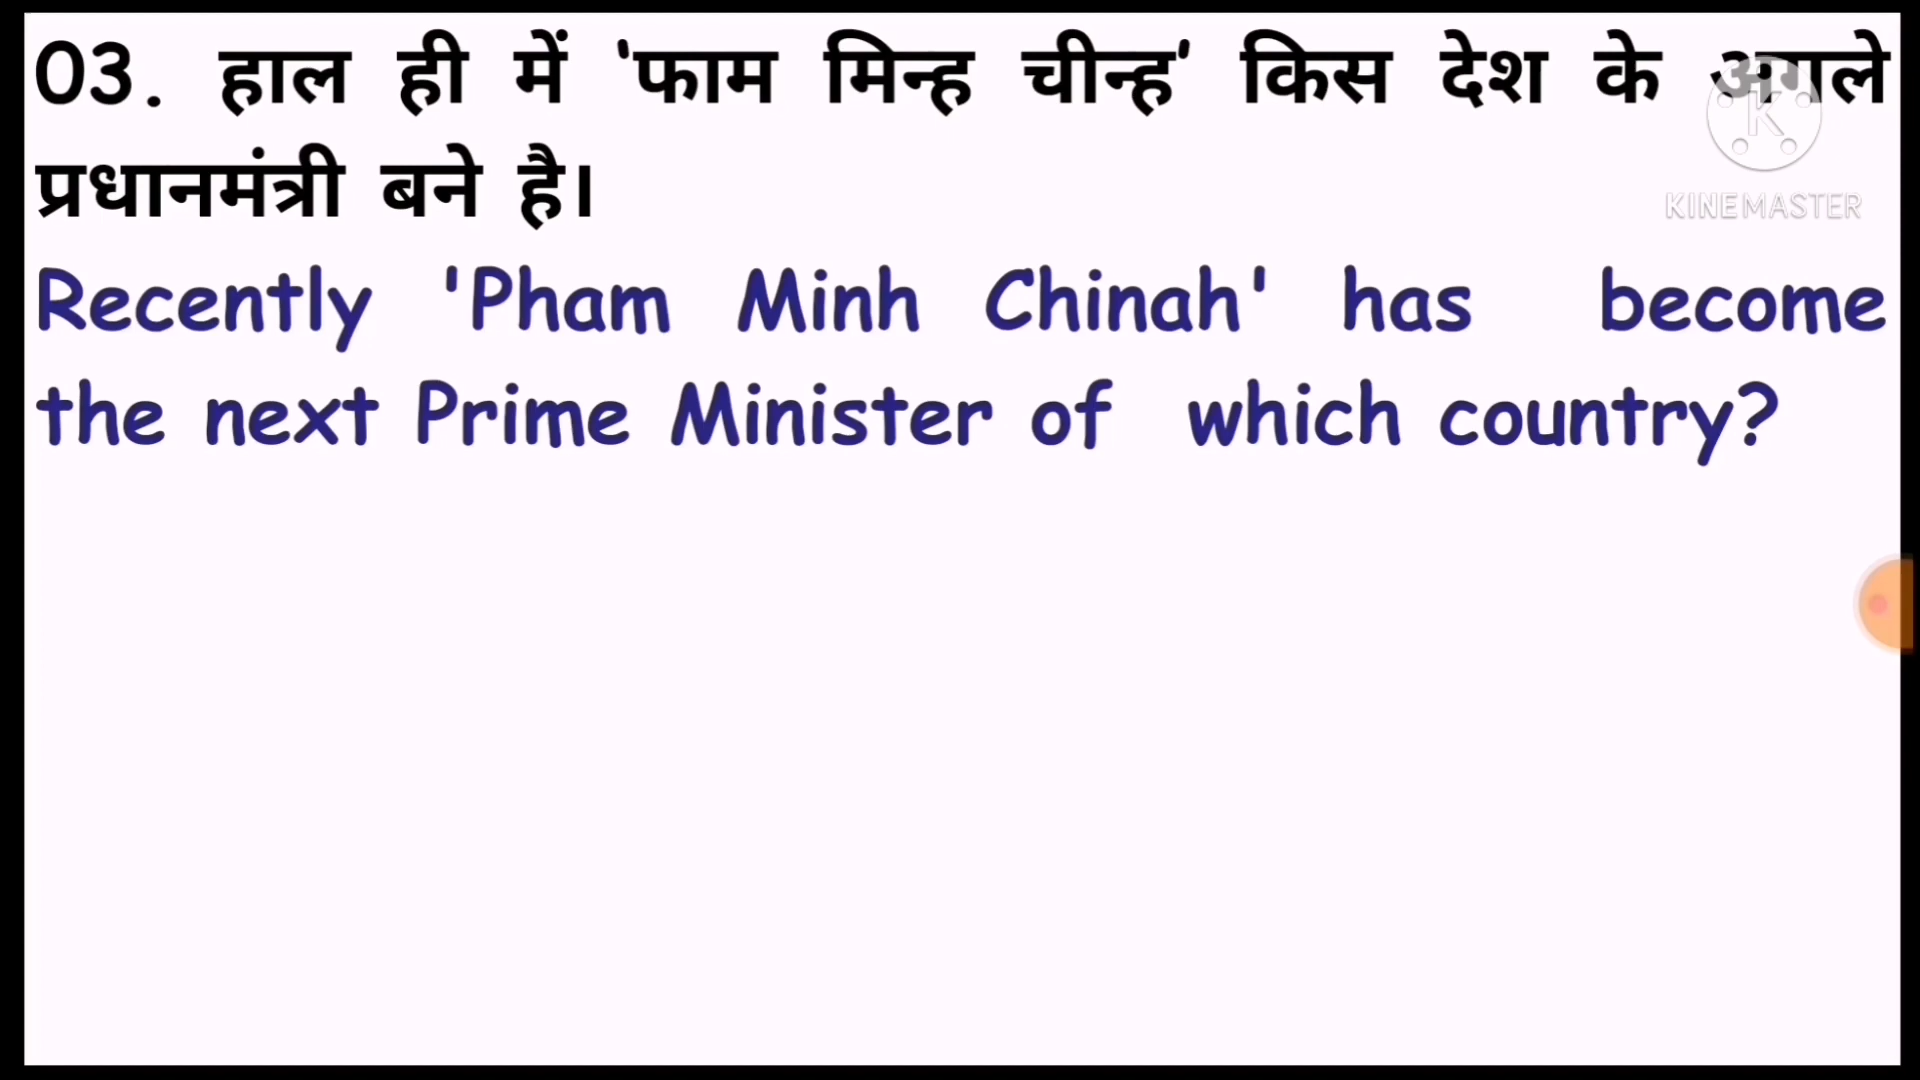 03. हाल ही में 'फाम मिन्ह चीन्ह' किस देश के अगले
प्रधानमंत्री बने है।
K
KINEMASTER
Recently 'Pham Minh Chinah' has become
the next Prime Minister of which country?